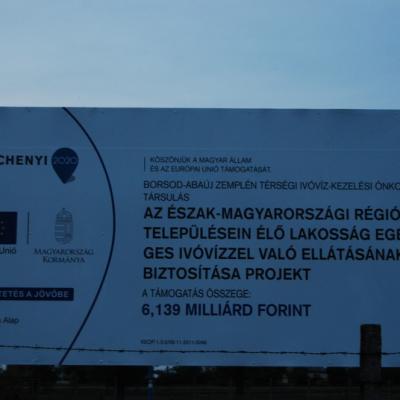 CHENYI 2020
KÖSZÖNJÜK A MAGYAR ÁLLAM
ÉS AZ EURÓPAI UNIÓ TÁMOGATÁSÁT.
BORSOD-ABAÚJ ZEMPLÉN TÉRSÉGI IVÓVÍZ-KEZELÉSI ÖNKO
TÁRSULÁS
AZ ÉSZAK-MAGYARORSZÁGI RÉGIÓ
TELEPÜLÉSEIN ÉLŐ LAKOSSÁG EGÉ
GES IVÓVÍZZEL VALÓ ELLÁTÁSÁNAK
BIZTOSÍTÁSA PROJEKT
A TÁMOGATÁS ÖSSZEGE:
6,139 MILLIÁRD FORINT
Unió
MAGYARORSZÁG
KORMÁNYA
TETÉS A JÖVŐBE
Alap